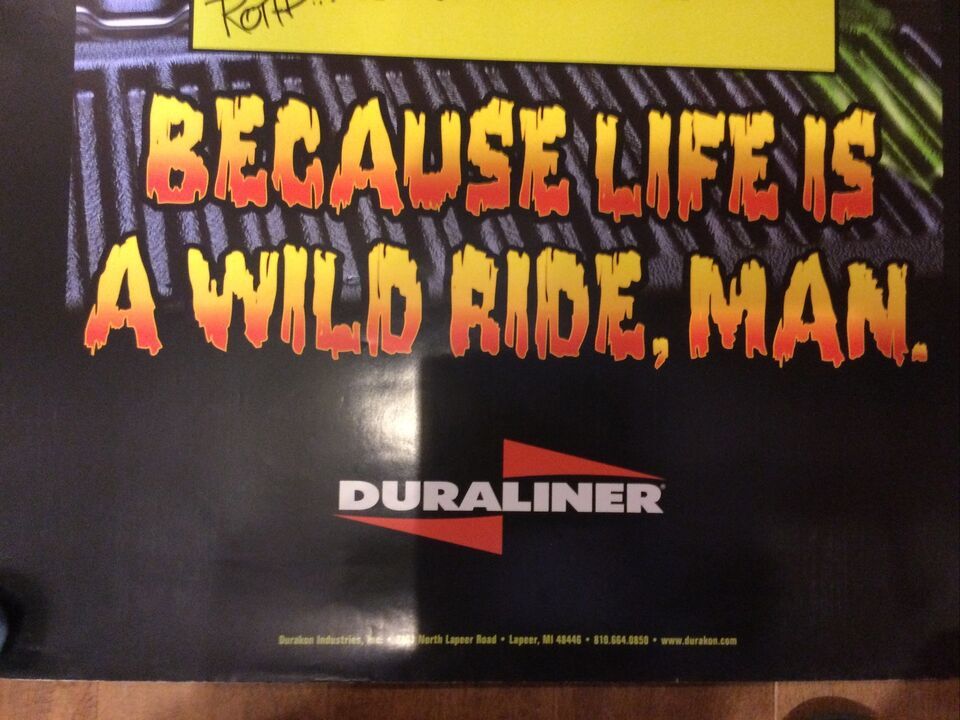 Roth...
BECAUSE LIFE IS
A WILD RIDE, MAN.
DURALINER®
Durakon Industries, Inc. • North Lapeer Road • Lapeer, MI 48446 • 810.664.0850 • www.durakon.com